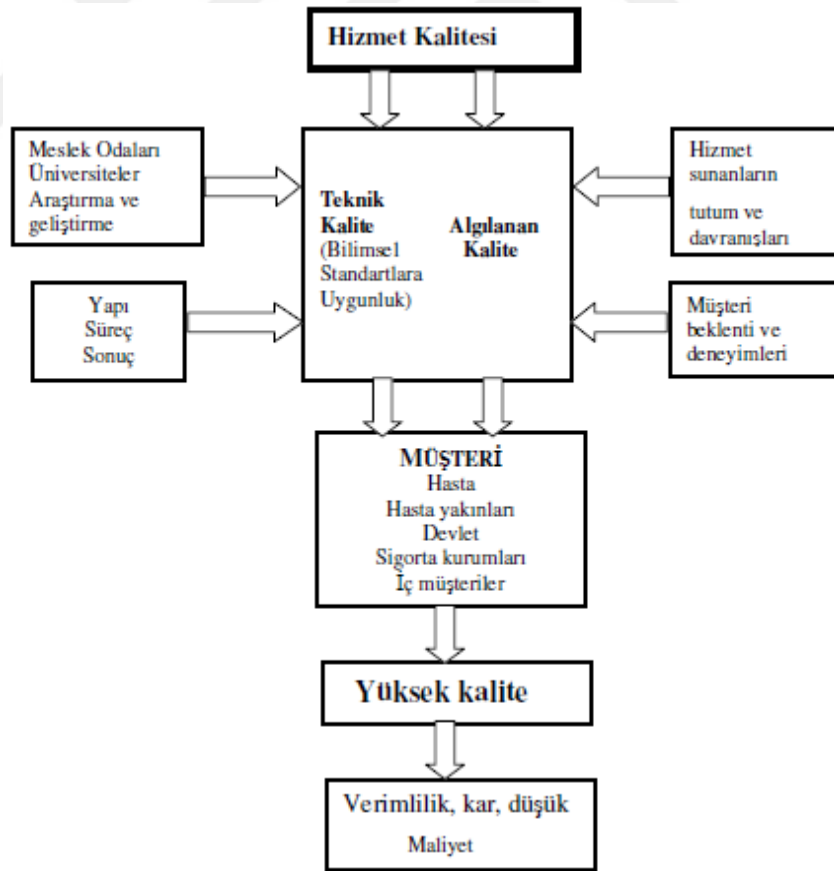 Hizmet Kalitesi
Meslek Odaları
Üniversiteler
Araştırma ve
geliştirme
Yapı
Süreç
Sonuç
Teknik
Kalite
(Bilimsel
Standartlara
Uygunluk)
Algılanan
Kalite
Hizmet
sunanların
tutum ve
davranışları
Müşteri
beklenti ve
deneyimleri
MÜŞTERİ
Hasta
Hasta yakınları
Devlet
Sigorta kurumları
İç müşteriler
Yüksek kalite
Verimlilik, kar, düşük
Maliyet